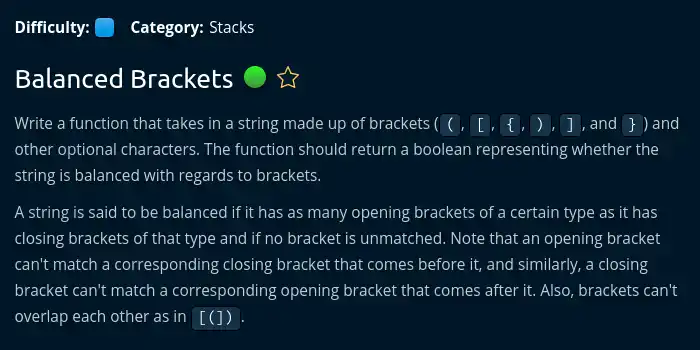 Difficulty: Category: Stacks
Balanced Brackets
Write a function that takes in a string made up of brackets ( (, [, {, ), ], and } ) and
other optional characters. The function should return a boolean representing whether the
string is balanced with regards to brackets.
A string is said to be balanced if it has as many opening brackets of a certain type as it has
closing brackets of that type and if no bracket is unmatched. Note that an opening bracket
can't match a corresponding closing bracket that comes before it, and similarly, a closing
bracket can't match a corresponding opening bracket that comes after it. Also, brackets can't
overlap each other as in [(]) .